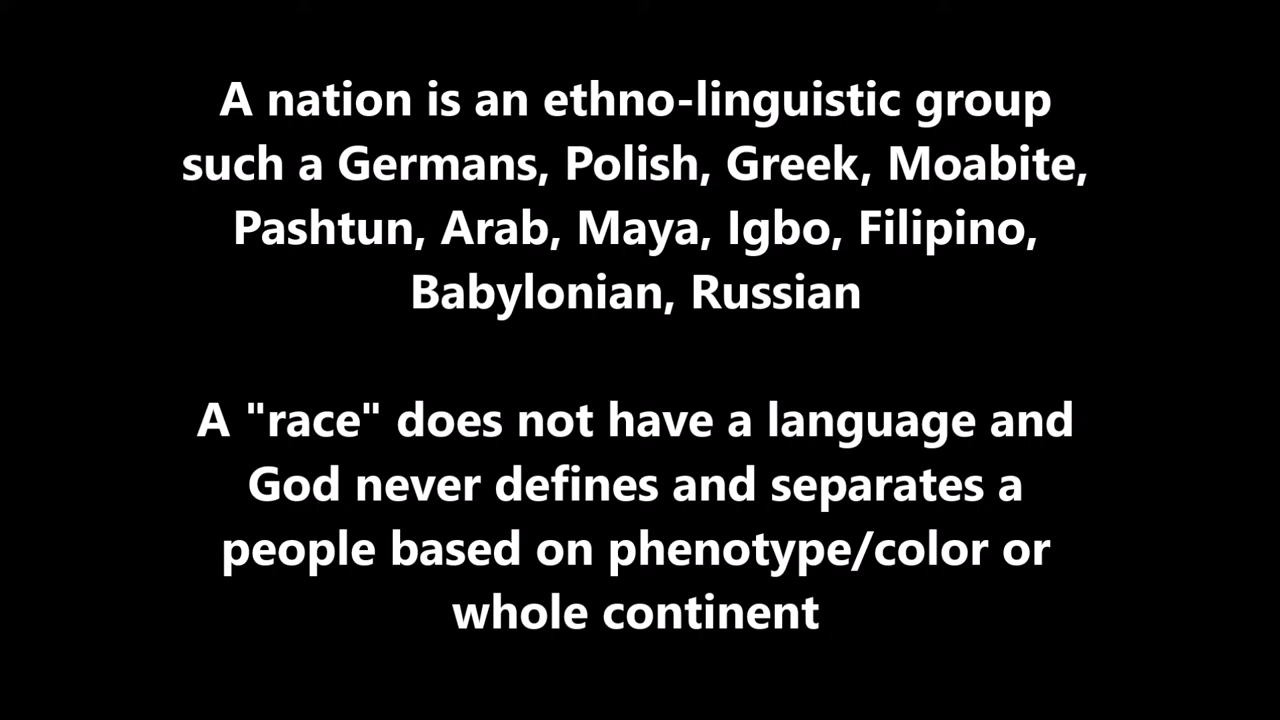 A nation is an ethno-linguistic group
such a Germans, Polish, Greek, Moabite,
Pashtun, Arab, Maya, Igbo, Filipino,
Babylonian, Russian
A "race" does not have a language and
God never defines and separates a
people based on phenotype/color or
whole continent